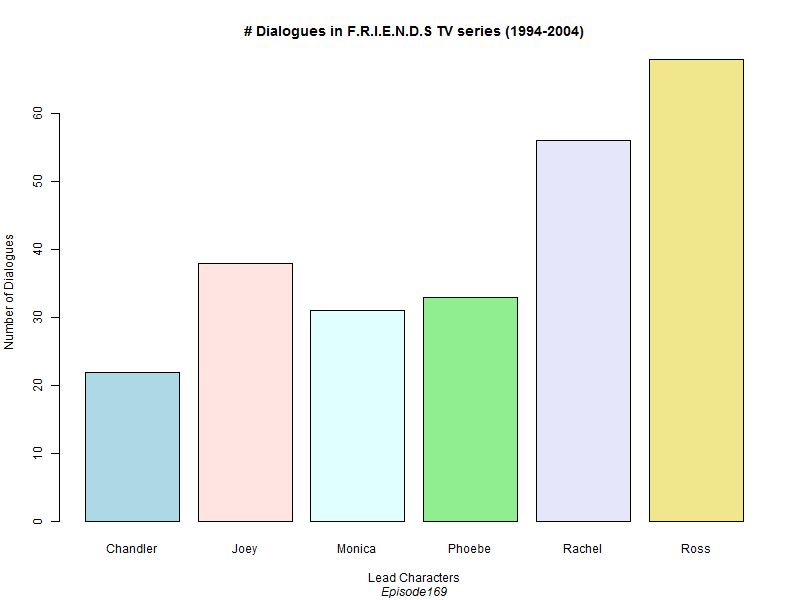 # Dialogues in F.R.I.E.N.D.S TV series (1994-2004)
Number of Dialogues
60
50
40
30
20
10
0
Chandler Joey Monica Phoebe Rachel Ross
Lead Characters
Episode169